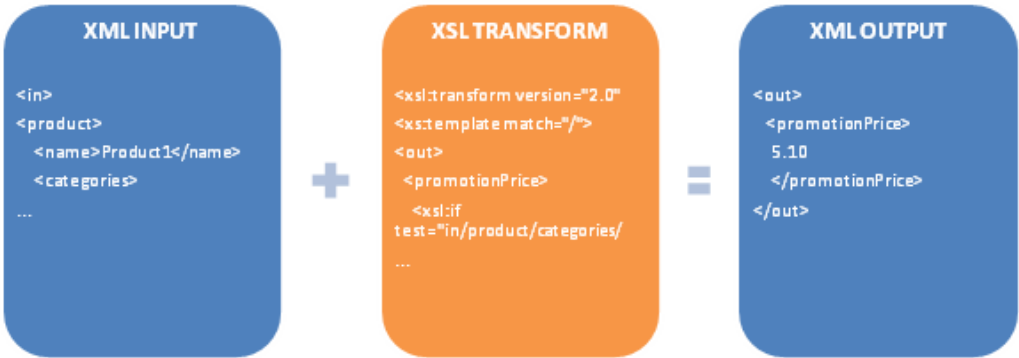 XML INPUT
<in>
<product>
<name>Product1</name>
<categories>
...
XSL TRANSFORM
<xsl:transform version="2.0"
<xs:template match="/">
<out>
<promotionPrice>
<xsl:if
test="in/product/categories/
...
XML OUTPUT
<out>
<promotionPrice>
5.10
</promotionPrice>
</out>